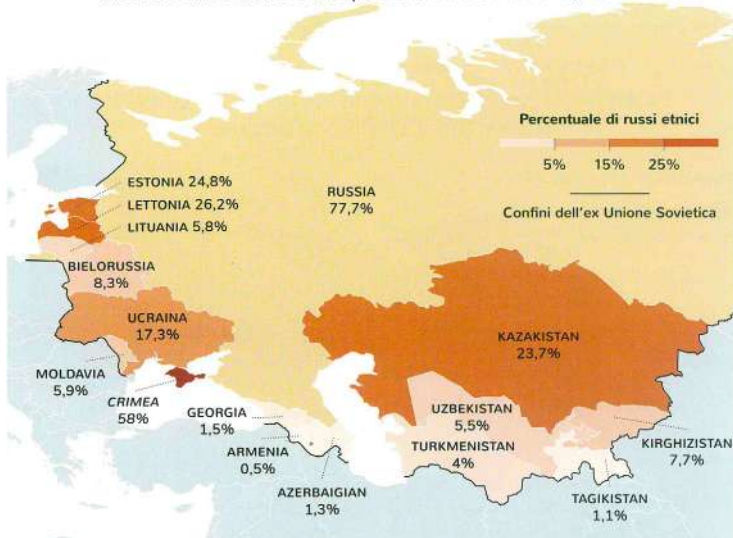 Percentuale di russi etnici
5% 15% 25%
Confini dell'ex Unione Sovietica
RUSSIA
77,7%
ESTONIA 24,8%
LETTONIA 26,2%
LITUANIA 5,8%
BIELORUSSIA
8,3%
UCRAINA
17,3%
MOLDAVIA
5,9%
CRIMEA
58%
KAZAKISTAN
23,7%
GEORGIA
1,5%
ARMENIA
0,5%
AZERBAIGIAN
1,3%
UZBEKISTAN
5,5%
TURKMENISTAN
4%
KIRGHIZISTAN
7,7%
TAGIKISTAN
1,1%